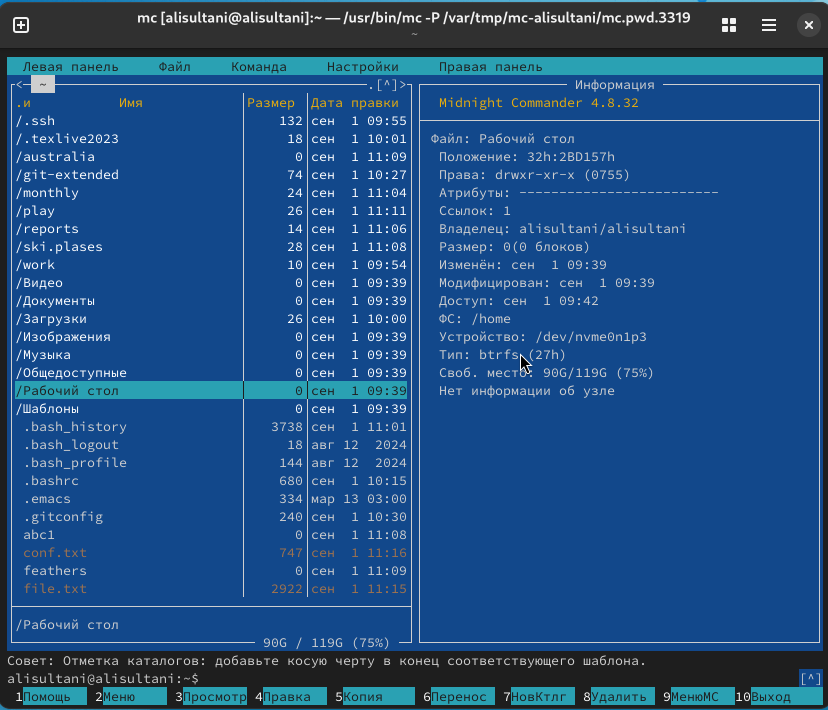 mc [alisultani@alisultani]:~ — /usr/bin/mc -P /var/tmp/mc-alisultani/mc.pwd.3319
~
Левая панель Файл Команда Настройки Правая панель
<─ ~ .[^]>
.и Имя Размер Дата правки
/.ssh 132 сен 1 09:55
/.texlive2023 18 сен 1 10:01
/australia 0 сен 1 11:09
/git-extended 74 сен 1 10:27
/monthly 24 сен 1 11:04
/play 26 сен 1 11:11
/reports 14 сен 1 11:06
/ski.plases 28 сен 1 11:08
/work 10 сен 1 09:54
/Видео 0 сен 1 09:39
/Документы 0 сен 1 09:39
/Загрузки 26 сен 1 10:00
/Изображения 0 сен 1 09:39
/Музыка 0 сен 1 09:39
/Общедоступные 0 сен 1 09:39
/Рабочий стол 0 сен 1 09:39
/Шаблоны 0 сен 1 09:39
.bash_history 3738 сен 1 11:01
.bash_logout 18 авг 12 2024
.bash_profile 144 авг 12 2024
.bashrc 680 сен 1 10:15
.emacs 334 мар 13 03:00
.gitconfig 240 сен 1 10:30
abc1 0 сен 1 11:08
conf.txt 747 сен 1 11:16
feathers 0 сен 1 11:09
file.txt 2922 сен 1 11:15
/Рабочий стол
90G / 119G (75%)
Информация
Midnight Commander 4.8.32
Файл: Рабочий стол
Положение: 32h:2BD157h
Права: drwxr-xr-x (0755)
Атрибуты: -------------------------
Ссылок: 1
Владелец: alisultani/alisultani
Размер: 0(0 блоков)
Изменён: сен 1 09:39
Модифицирован: сен 1 09:39
Доступ: сен 1 09:42
ФС: /home
Устройство: /dev/nvme0n1p3
Тип: btrfs (27h)
Своб. место: 90G/119G (75%)
Нет информации об узле
Совет: Отметка каталогов: добавьте косую черту в конец соответствующего шаблона.
alisultani@alisultani:~$ [^]
1Помощь 2Меню 3Просмотр 4Правка 5Копия 6Перенос 7НовКтлг 8Удалить 9МенюМС 10Выход